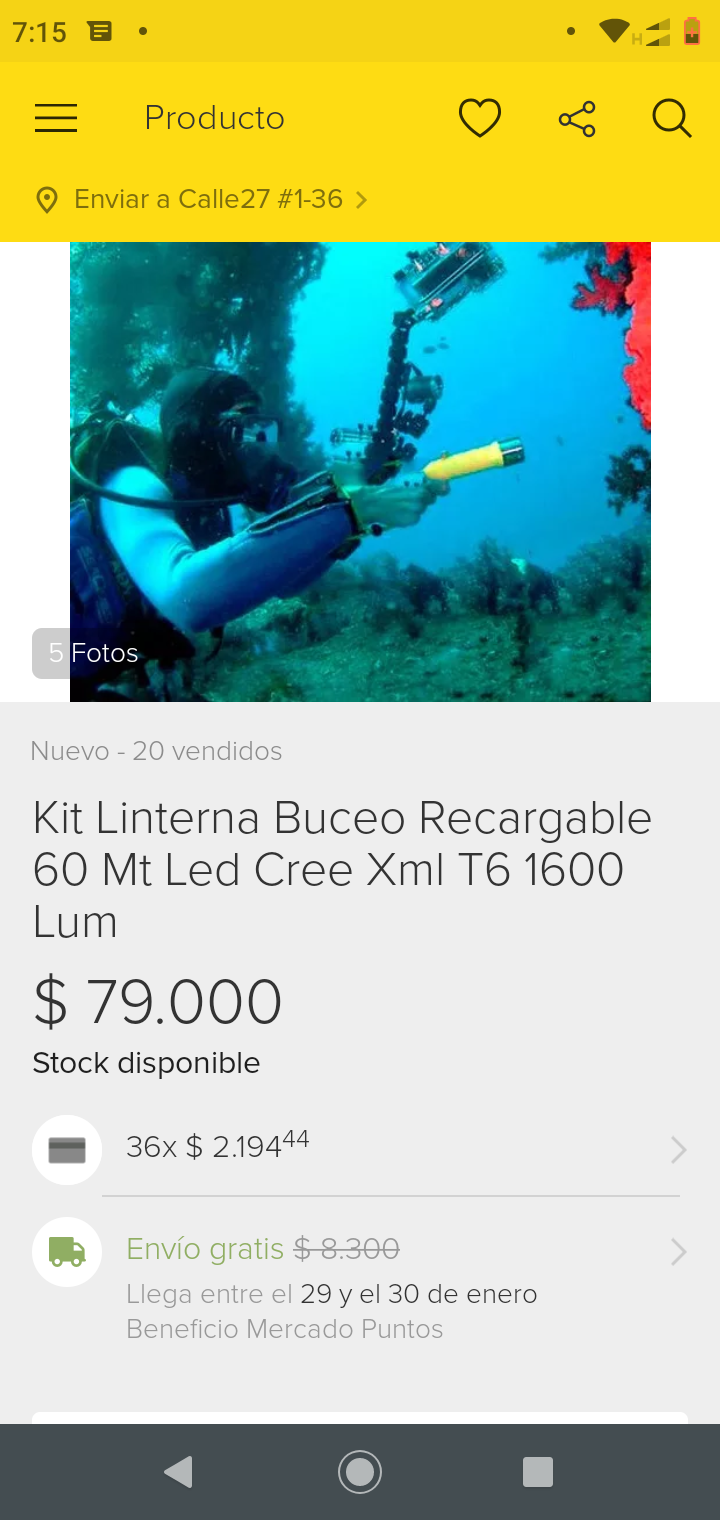 7:15
H
Producto
Enviar a Calle27 #1-36
5 Fotos
Nuevo - 20 vendidos
Kit Linterna Buceo Recargable
60 Mt Led Cree Xml T6 1600
Lum
$ 79.000
Stock disponible
36x $ 2.194⁴⁴
Envío gratis $ 8.300
Llega entre el 29 y el 30 de enero
Beneficio Mercado Puntos